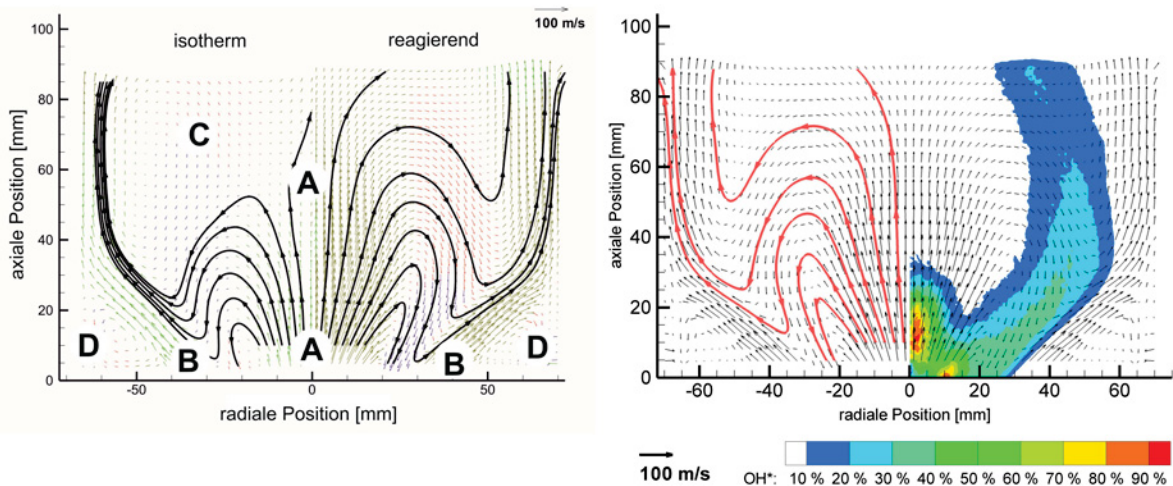 100 m/s
isotherm
reagierend
100
80
60
40
20
0
axiale Position [mm]
C
A
D
B
A
B
D
-50
0
50
radiale Position [mm]
100
80
60
40
20
0
axiale Position [mm]
-60 -40 -20 0 20 40 60
radiale Position [mm]
100 m/s
OH*: 10 % 20 % 30 % 40 % 50 % 60 % 70 % 80 % 90 %